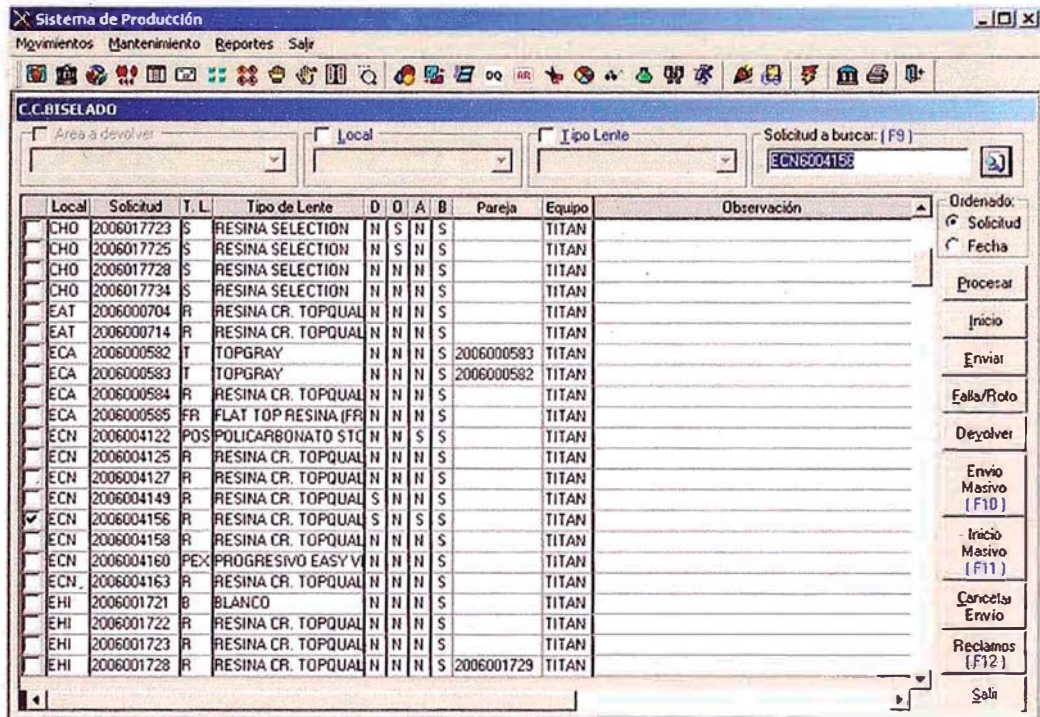 Sistema de Producción
Movimientos Mantenimiento Reportes Salir
DQ AR
C.C.BISELADO
Area a devolver Local Tipo Lente Solicitud a buscar: ( F9 )
ECN6004156
Local Solicitud T. L. Tipo de Lente D O A B Pareja Equipo Observación
CHO 2006017723 S RESINA SELECTION N S N S TITAN
CHO 2006017725 S RESINA SELECTION N S N S TITAN
CHO 2006017728 S RESINA SELECTION N N N S TITAN
CHO 2006017734 S RESINA SELECTION N N N S TITAN
EAT 2006000704 R RESINA CR. TOPQUAL N N N S TITAN
EAT 2006000714 R RESINA CR. TOPQUAL N N N S TITAN
ECA 2006000582 T TOPGRAY N N N S 2006000583 TITAN
ECA 2006000583 T TOPGRAY N N N S 2006000582 TITAN
ECA 2006000584 R RESINA CR. TOPQUAL N N N S TITAN
ECA 2006000585 FR FLAT TOP RESINA (FR N N N S TITAN
ECN 2006004122 POS POLICARBONATO STO N N S S TITAN
ECN 2006004125 R RESINA CR. TOPQUAL N N N S TITAN
ECN 2006004127 R RESINA CR. TOPQUAL N N N S TITAN
ECN 2006004149 R RESINA CR. TOPQUAL S N N S TITAN
ECN 2006004156 R RESINA CR. TOPQUAL S N S S TITAN
ECN 2006004158 R RESINA CR. TOPQUAL N N N S TITAN
ECN 2006004160 PEX PROGRESIVO EASY VI N N N S TITAN
ECN 2006004163 R RESINA CR. TOPQUAL N N N S TITAN
EHI 2006001721 B BLANCO N N N S TITAN
EHI 2006001722 R RESINA CR. TOPQUAL N N N S TITAN
EHI 2006001723 R RESINA CR. TOPQUAL N N N S TITAN
EHI 2006001728 R RESINA CR. TOPQUAL N N N S 2006001729 TITAN
Ordenado:
Solicitud
Fecha
Procesar
Inicio
Enviar
Falla/Roto
Devolver
Envio
Masivo
( F10 )
Inicio
Masivo
( F11 )
Cancelar
Envio
Reclamos
( F12 )
Salir